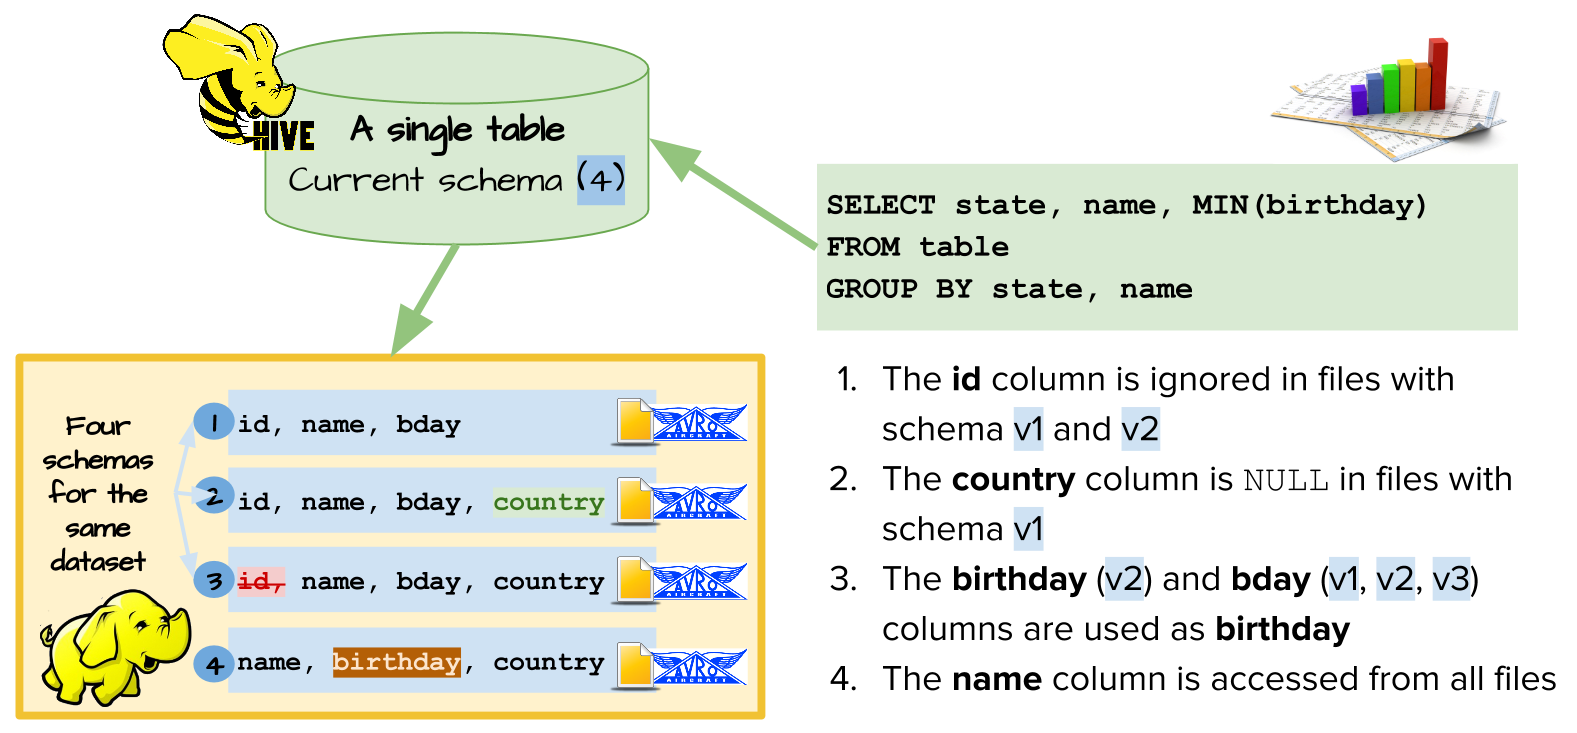 HIVE
A single table
Current schema (4)
SELECT state, name, MIN(birthday)
FROM table
GROUP BY state, name
Four
schemas
for the
same
dataset
1 id, name, bday
AVRO
AIRCRAFT
2 id, name, bday, country
AVRO
AIRCRAFT
3 id, name, bday, country
AVRO
AIRCRAFT
4 name, birthday, country
AVRO
AIRCRAFT
1. The id column is ignored in files with
schema v1 and v2
2. The country column is NULL in files with
schema v1
3. The birthday (v2) and bday (v1, v2, v3)
columns are used as birthday
4. The name column is accessed from all files